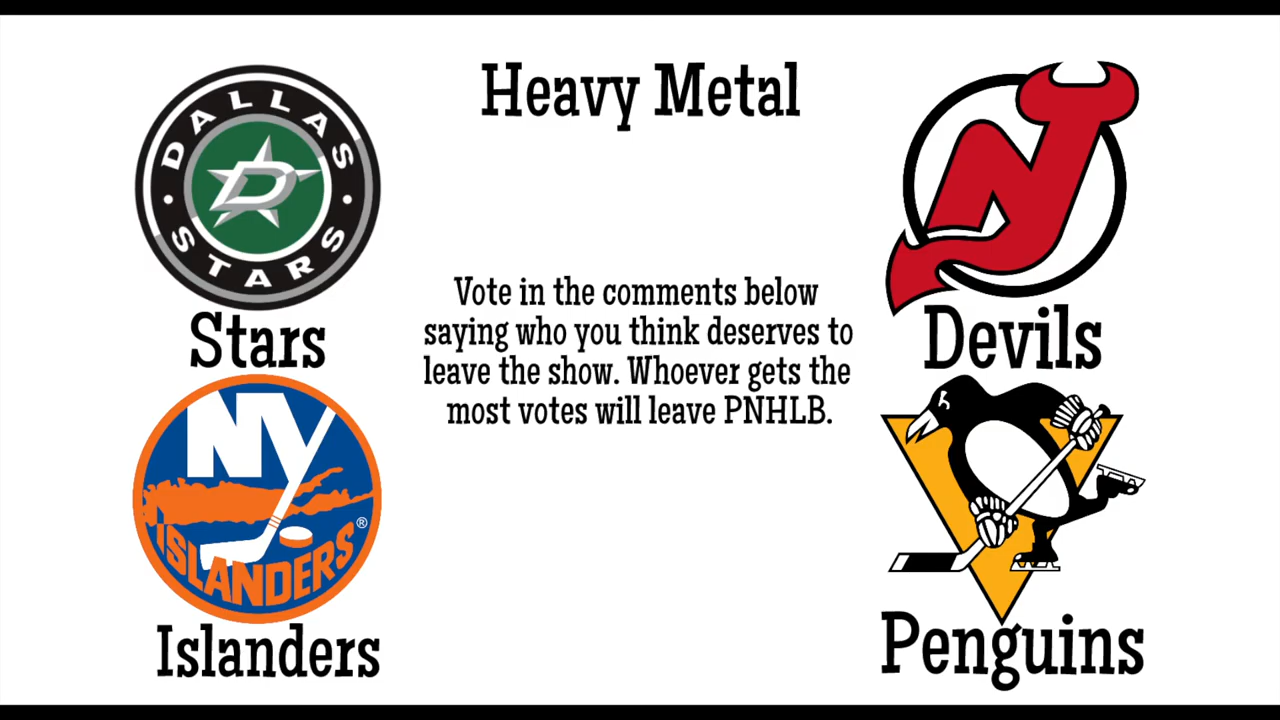 Heavy Metal
DALLAS
STARS
D
Stars
NJ
Devils
Vote in the comments below
saying who you think deserves to
leave the show. Whoever gets the
most votes will leave PNHLB.
NY
ISLANDERS®
Islanders
Penguins